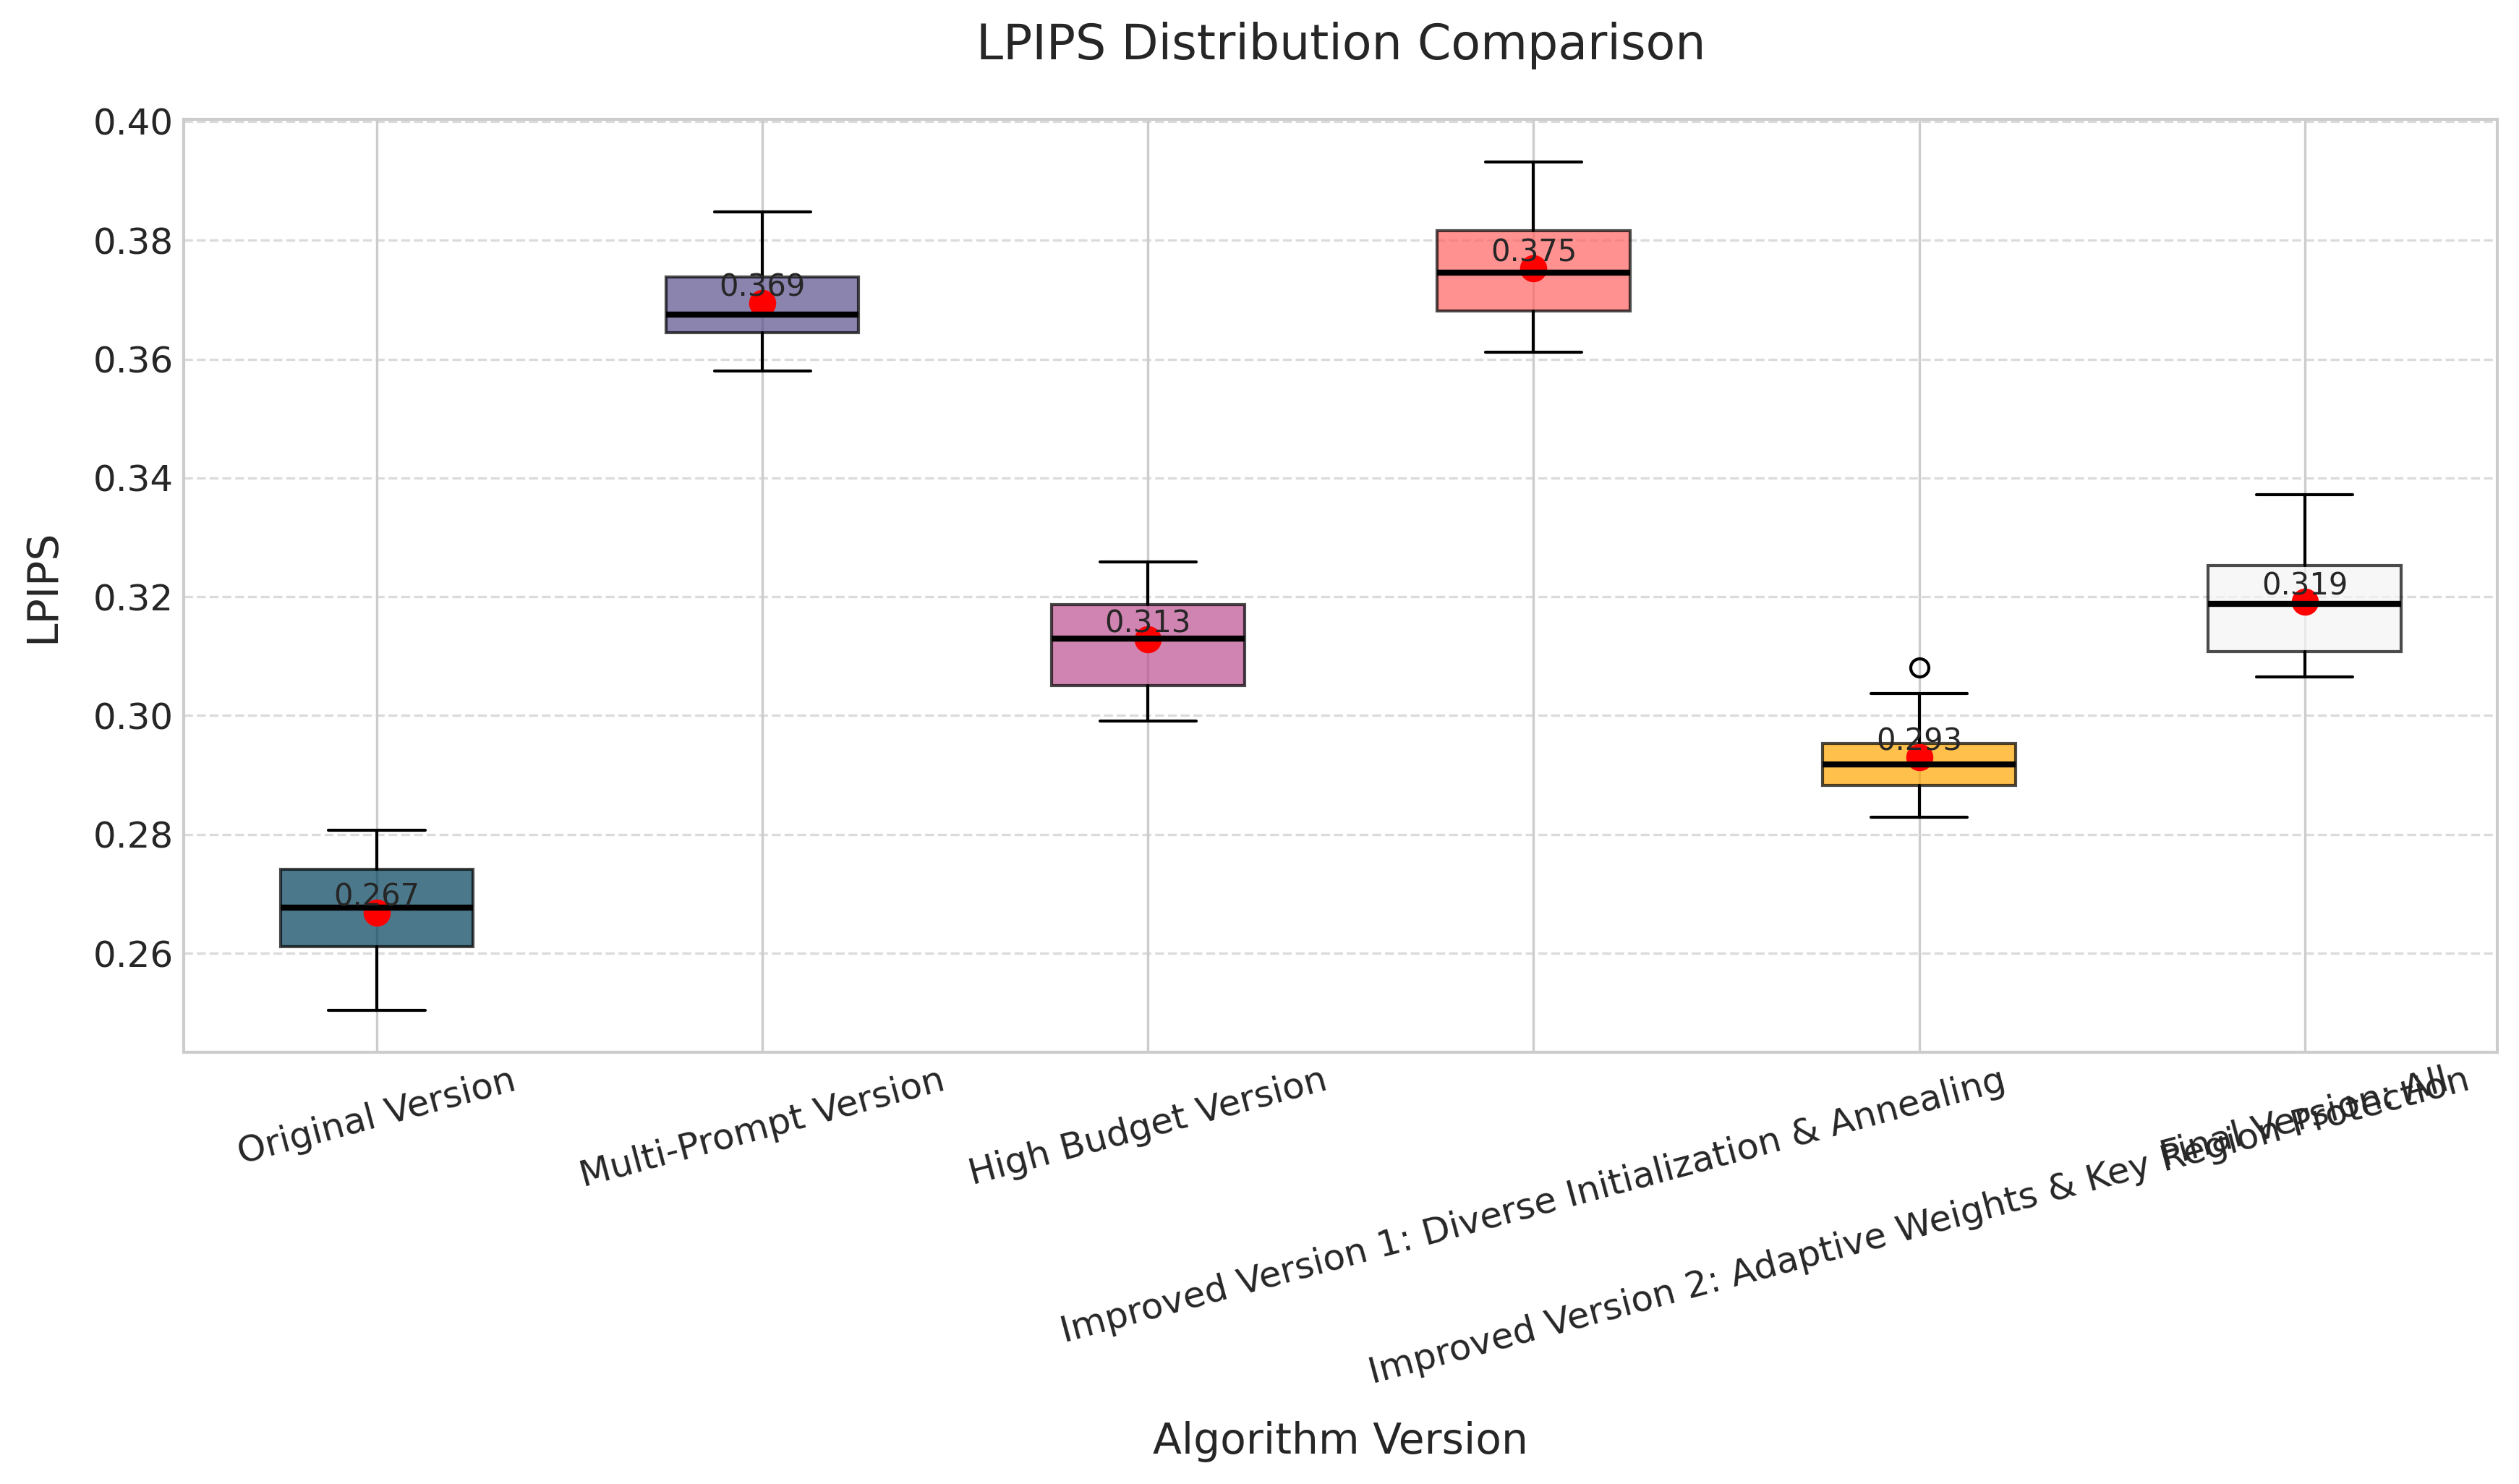 LPIPS Distribution Comparison
LPIPS
0.40
0.38
0.36
0.34
0.32
0.30
0.28
0.26
0.267
0.369
0.313
0.375
0.293
0.319
Original Version
Multi-Prompt Version
High Budget Version
Improved Version 1: Diverse Initialization & Annealing
Improved Version 2: Adaptive Weights & Key Region Protection
Final Version: All
Algorithm Version